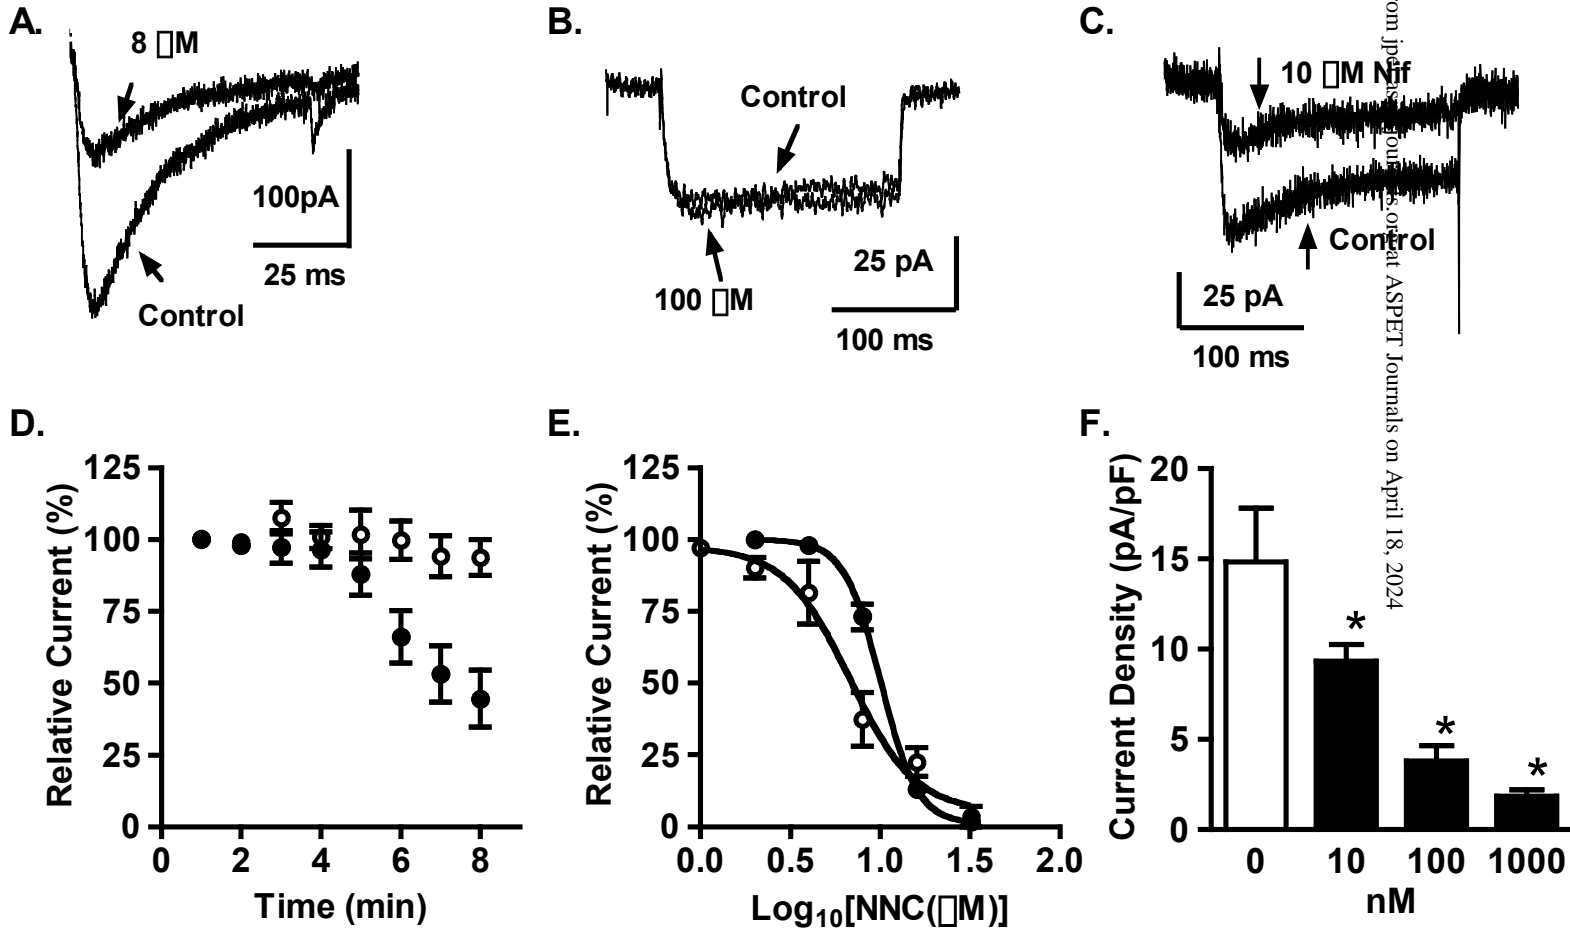 A.
8 □M
100pA
25 ms
Control
B.
Control
100 □M
25 pA
100 ms
C.
10 □M Nif
Control
25 pA
100 ms
at ASPET Journals on April 18, 2024
D.
Relative Current (%)
125
100
75
50
25
0
0 2 4 6 8
Time (min)
E.
Relative Current (%)
125
100
75
50
25
0
0.0 0.5 1.0 1.5 2.0
Log10[NNC(□M)]
F.
Current Density (pA/pF)
20
15
10
5
0
* * *
0 10 100 1000
nM